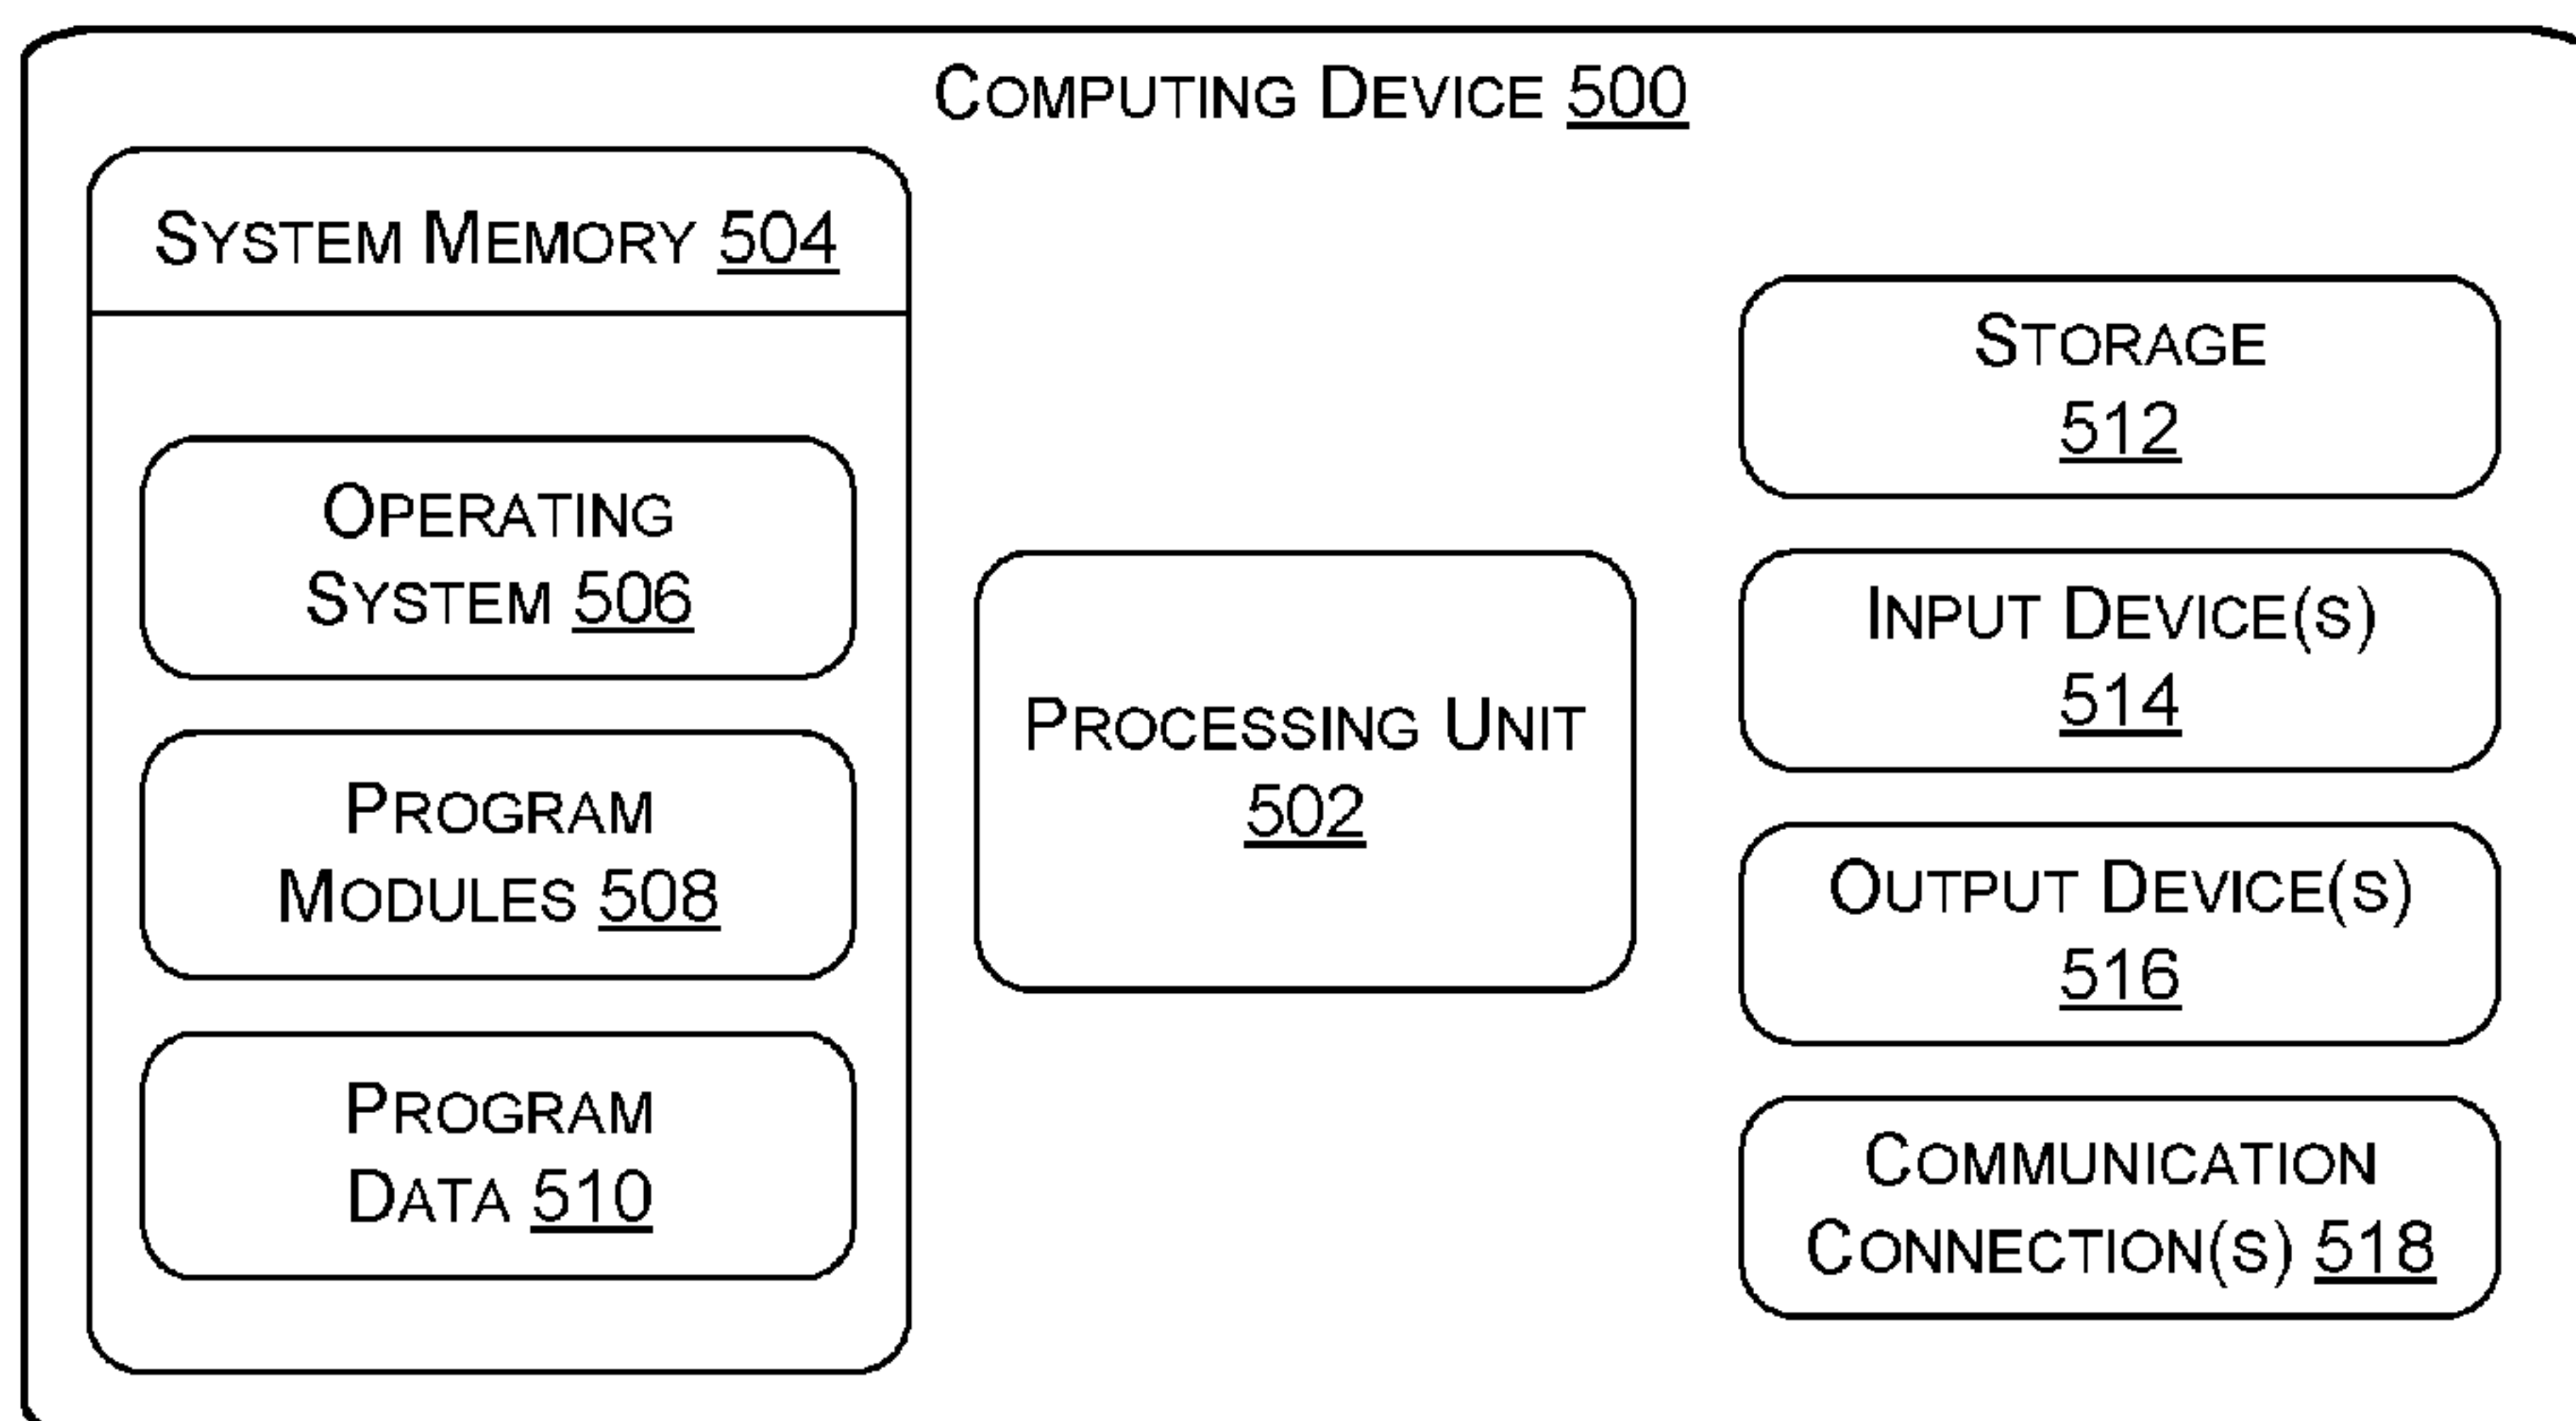 COMPUTING DEVICE 500
SYSTEM MEMORY 504
OPERATING
SYSTEM 506
PROGRAM
MODULES 508
PROGRAM
DATA 510
PROCESSING UNIT
502
STORAGE
512
INPUT DEVICE(S)
514
OUTPUT DEVICE(S)
516
COMMUNICATION
CONNECTION(S) 518